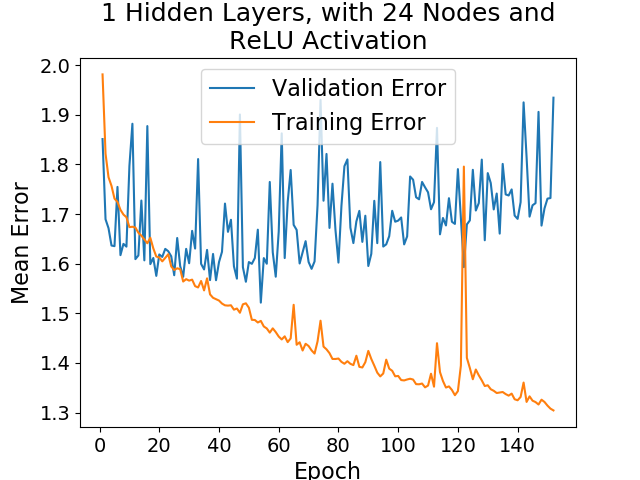 1 Hidden Layers, with 24 Nodes and
ReLU Activation
Validation Error
Training Error
Mean Error
2.0
1.9
1.8
1.7
1.6
1.5
1.4
1.3
0 20 40 60 80 100 120 140
Epoch